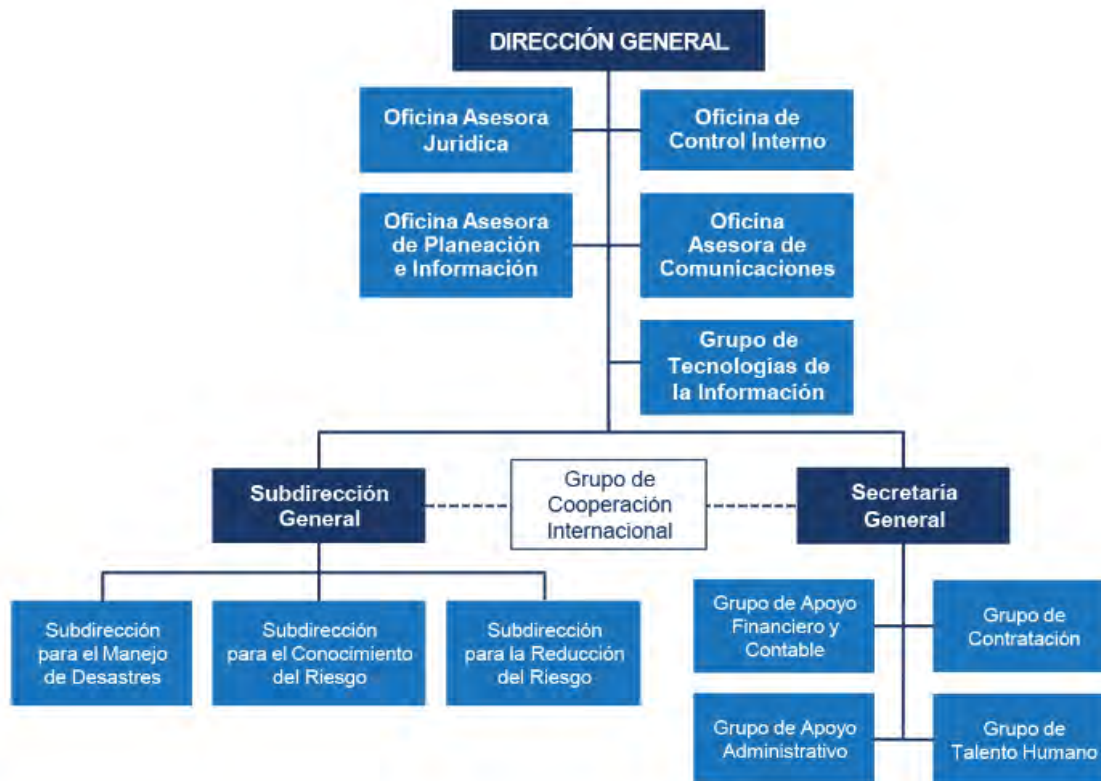 DIRECCIÓN GENERAL
Oficina Asesora
Juridica
Oficina de
Control Interno
Oficina Asesora
de Planeación
e Información
Oficina
Asesora de
Comunicaciones
Grupo de
Tecnologias de
la Información
Subdirección
General
Grupo de
Cooperación
Internacional
Secretaría
General
Subdirección
para el Manejo
de Desastres
Subdirección
para el Conocimiento
del Riesgo
Subdirección
para la Reducción
del Riesgo
Grupo de Apoyo
Financiero y
Contable
Grupo de
Contratación
Grupo de Apoyo
Administrativo
Grupo de
Talento Humano